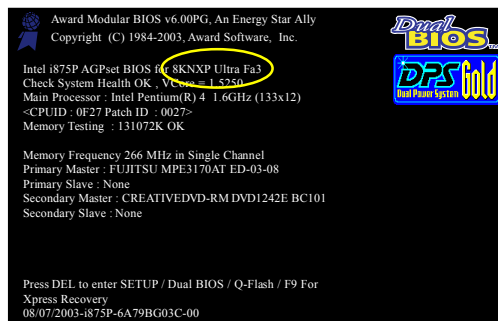 Award Modular BIOS v6.00PG, An Energy Star Ally
Copyright (C) 1984-2003, Award Software, Inc.
Dual
BIOS
TM
DPS Gold
Dual Power System
Intel i875P AGPset BIOS for 8KNXP Ultra Fa3
Check System Health OK , VCore = 1.5250
Main Processor : Intel Pentium(R) 4 1.6GHz (133x12)
<CPUID : 0F27 Patch ID : 0027>
Memory Testing : 131072K OK
Memory Frequency 266 MHz in Single Channel
Primary Master : FUJITSU MPE3170AT ED-03-08
Primary Slave : None
Secondary Master : CREATIVEDVD-RM DVD1242E BC101
Secondary Slave : None
Press DEL to enter SETUP / Dual BIOS / Q-Flash / F9 For
Xpress Recovery
08/07/2003-i875P-6A79BG03C-00